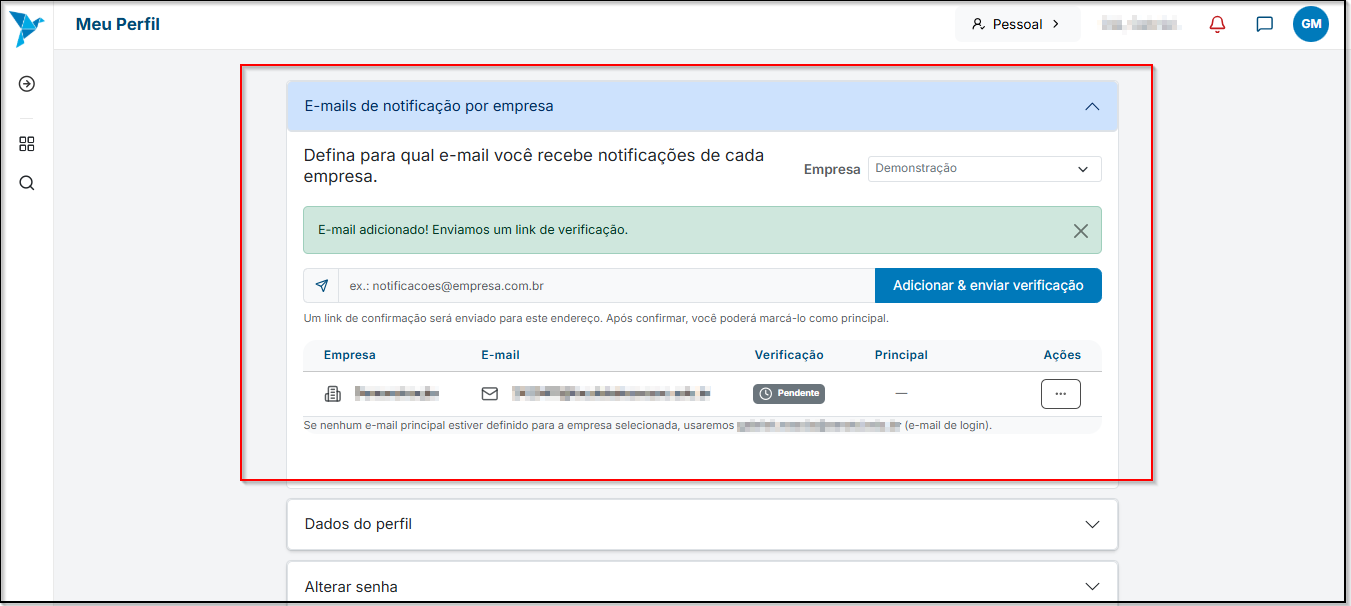 Meu Perfil
Pessoal
GM
E-mails de notificação por empresa
Defina para qual e-mail você recebe notificações de cada
empresa.
Empresa
Demonstração
E-mail adicionado! Enviamos um link de verificação.
ex.: notificacoes@empresa.com.br
Adicionar & enviar verificação
Um link de confirmação será enviado para este endereço. Após confirmar, você poderá marcá-lo como principal.
Empresa E-mail Verificação Principal Ações
Pendente — ...
Se nenhum e-mail principal estiver definido para a empresa selecionada, usaremos (e-mail de login).
Dados do perfil
Alterar senha